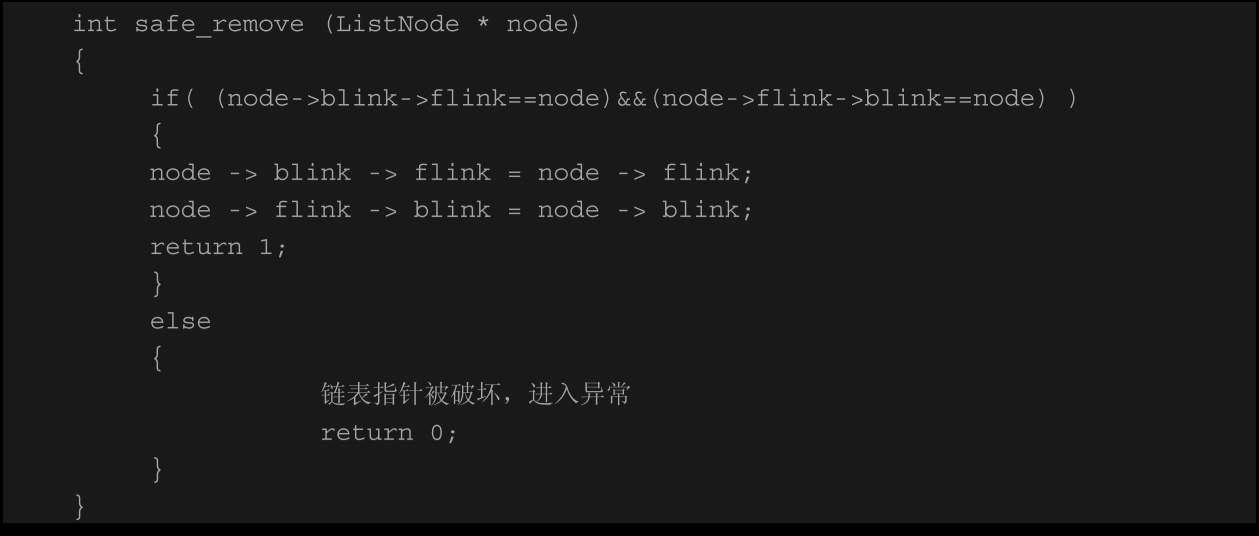 int safe_remove (ListNode * node)
{
if( (node->blink->flink==node)&&(node->flink->blink==node) )
{
node -> blink -> flink = node -> flink;
node -> flink -> blink = node -> blink;
return 1;
}
else
{
链表指针被破坏，进入异常
return 0;
}
}